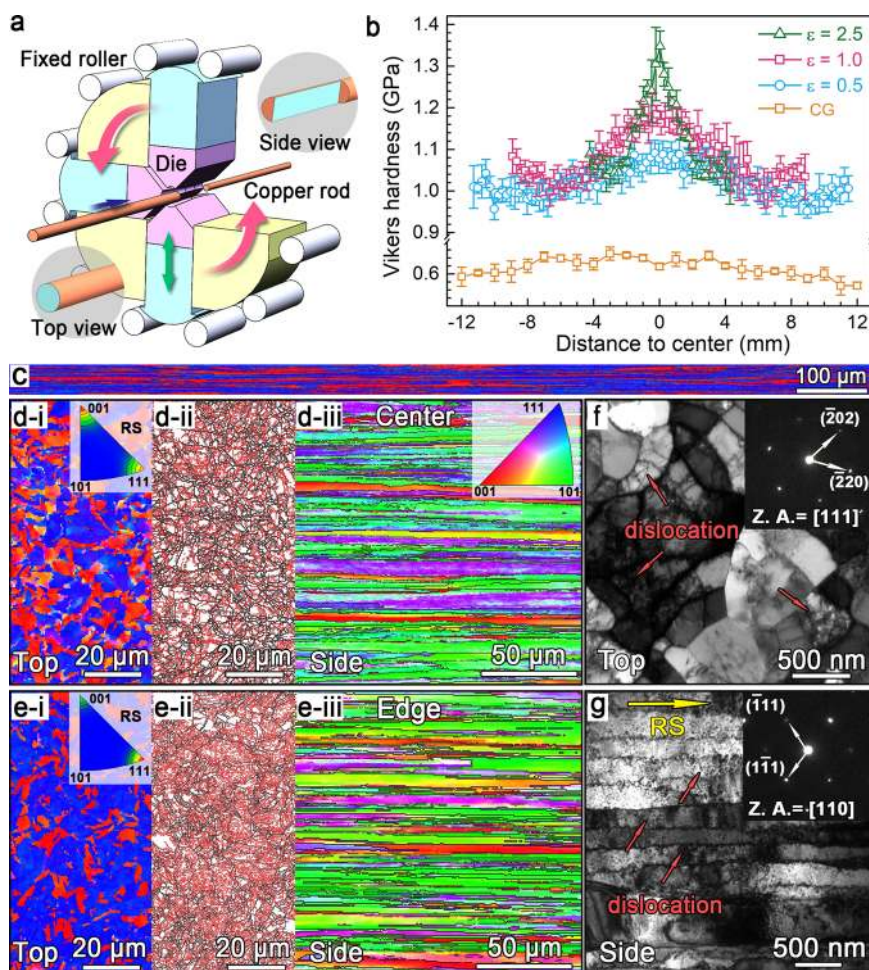 a
Fixed roller
Die
Side view
Copper rod
Top view
b
Vikers hardness (GPa)
1.4
1.3
1.2
1.1
1.0
0.9
0.6
ε = 2.5
ε = 1.0
ε = 0.5
CG
-12 -8 -4 0 4 8 12
Distance to center (mm)
c
100 μm
d-i
001
RS
101
111
Top
20 μm
d-ii
20 μm
d-iii
Center
111
001
101
Side
50 μm
f
(2̅02)
(2̅20)
Z. A.= [111]
dislocation
Top
500 nm
e-i
001
RS
101
111
Top
20 μm
e-ii
20 μm
e-iii
Edge
Side
50 μm
g
RS
(1̅11)
(11̅1)
Z. A.= [110]
dislocation
Side
500 nm